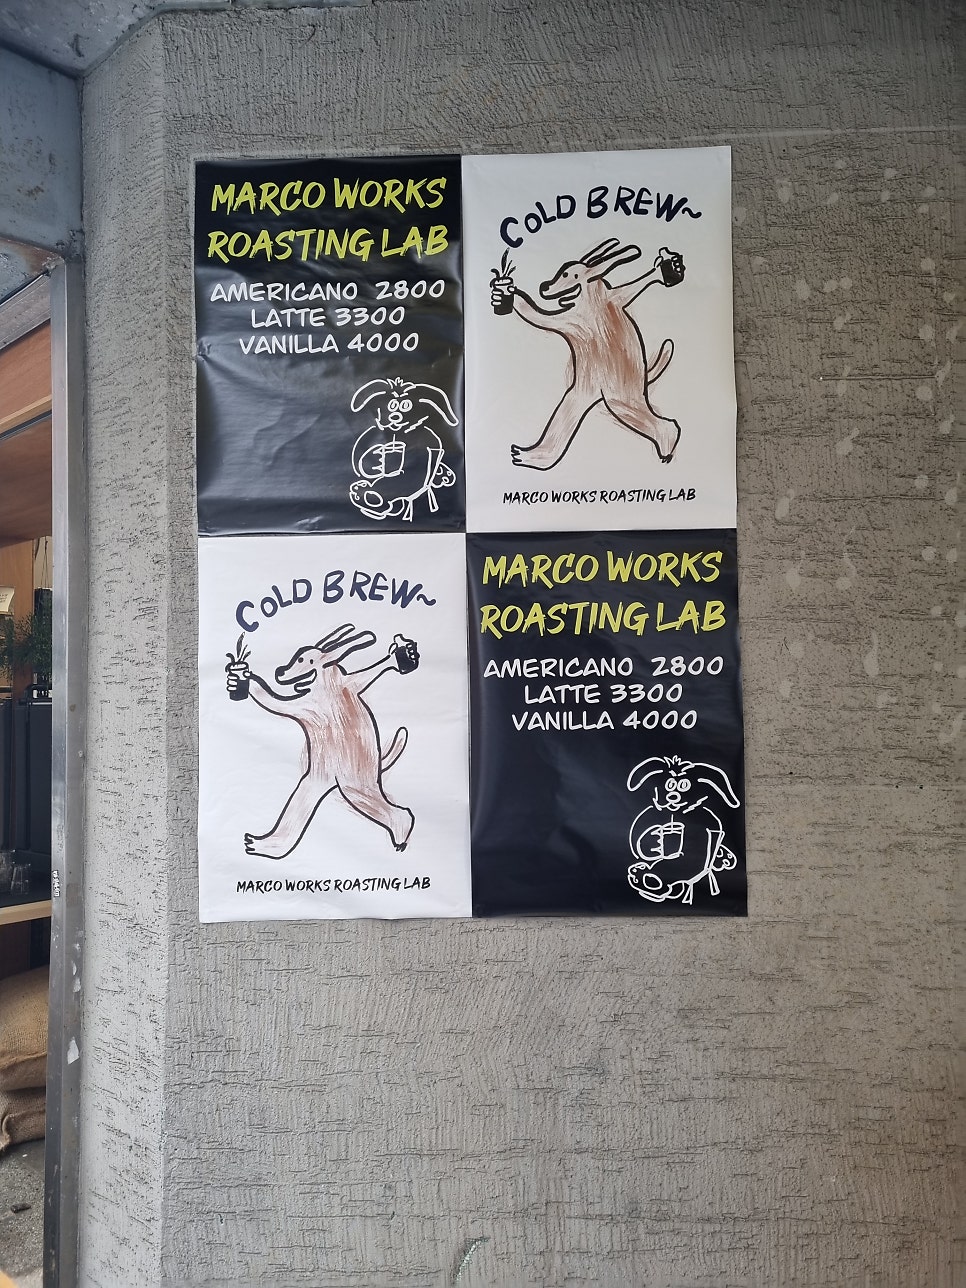 MARCO WORKS
ROASTING LAB
AMERICANO 2800
LATTE 3300
VANILLA 4000
COLD BREW~
MARCO WORKS ROASTING LAB
COLD BREW~
MARCO WORKS ROASTING LAB
MARCO WORKS
ROASTING LAB
AMERICANO 2800
LATTE 3300
VANILLA 4000